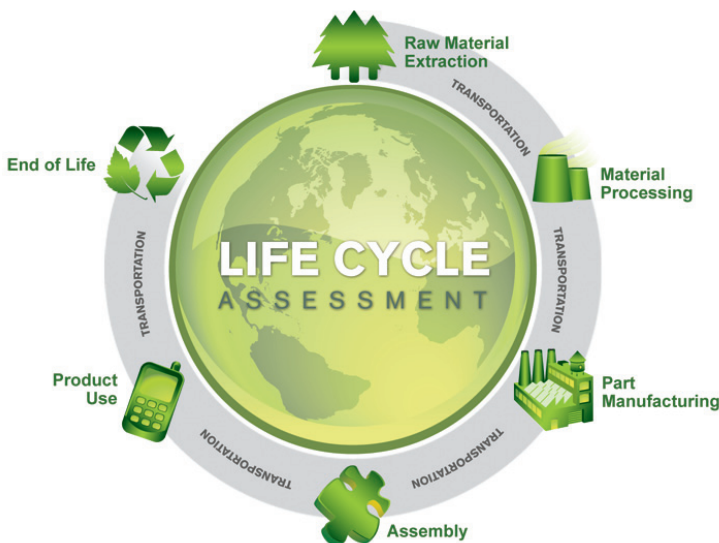 Raw Material
Extraction
TRANSPORTATION
Material
Processing
TRANSPORTATION
Part
Manufacturing
TRANSPORTATION
Assembly
TRANSPORTATION
Product
Use
TRANSPORTATION
End of Life
LIFE CYCLE
ASSESSMENT